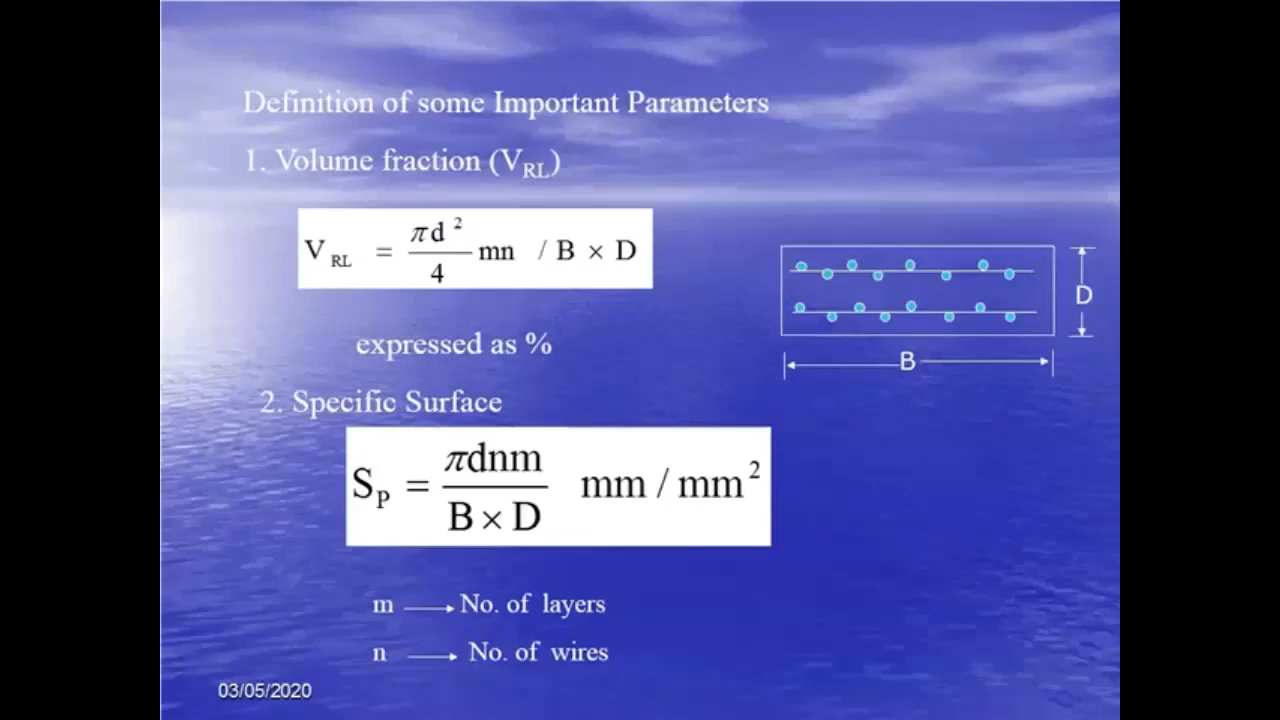 Definition of some Important Parameters
1. Volume fraction (V_RL)
V_RL = πd²/4 mn / B × D
expressed as %
D
B
2. Specific Surface
S_P = πdnm / B × D mm / mm²
m → No. of layers
n → No. of wires
03/05/2020